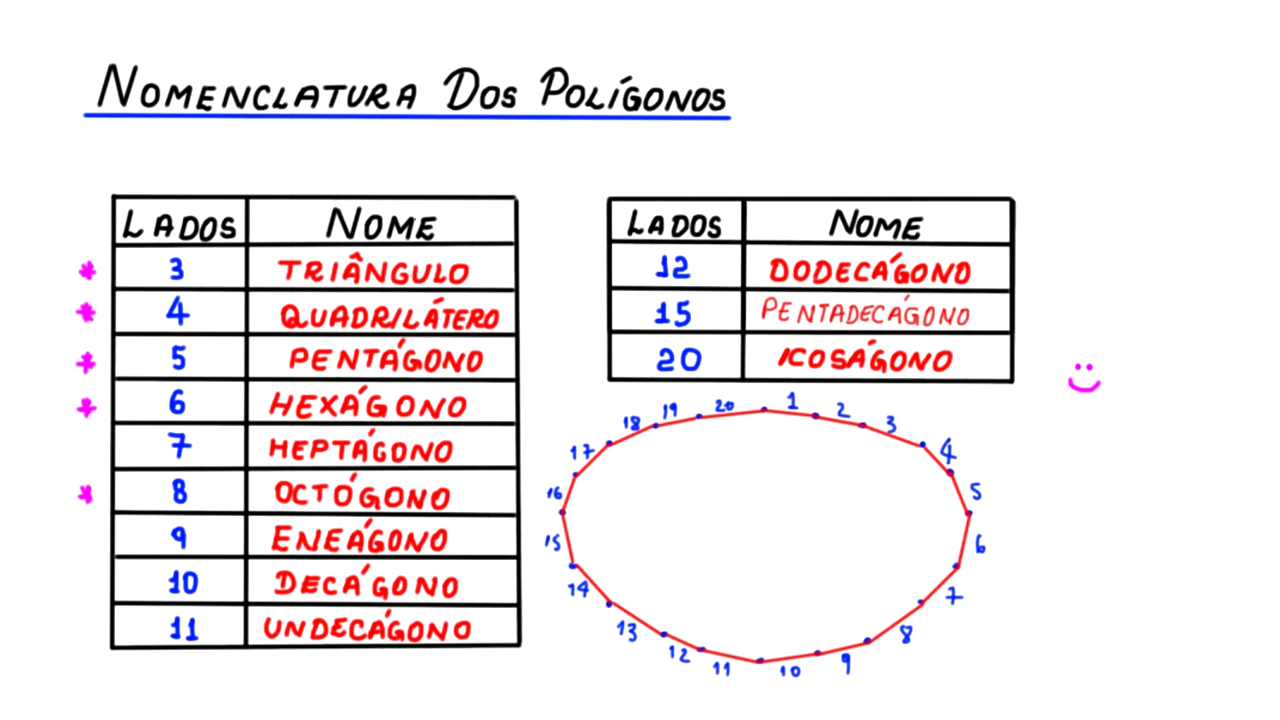 NOMENCLATURA DOS POLÍGONOS
LADOS NOME
* 3 TRIÂNGULO
* 4 QUADRILÁTERO
* 5 PENTÁGONO
* 6 HEXÁGONO
7 HEPTÁGONO
* 8 OCTÓGONO
9 ENEÁGONO
10 DECÁGONO
11 UNDECÁGONO
LADOS NOME
12 DODECÁGONO
15 PENTADECÁGONO
20 ICOSÁGONO
1
2
3
4
5
6
7
8
9
10
11
12
13
14
15
16
17
18
19
20